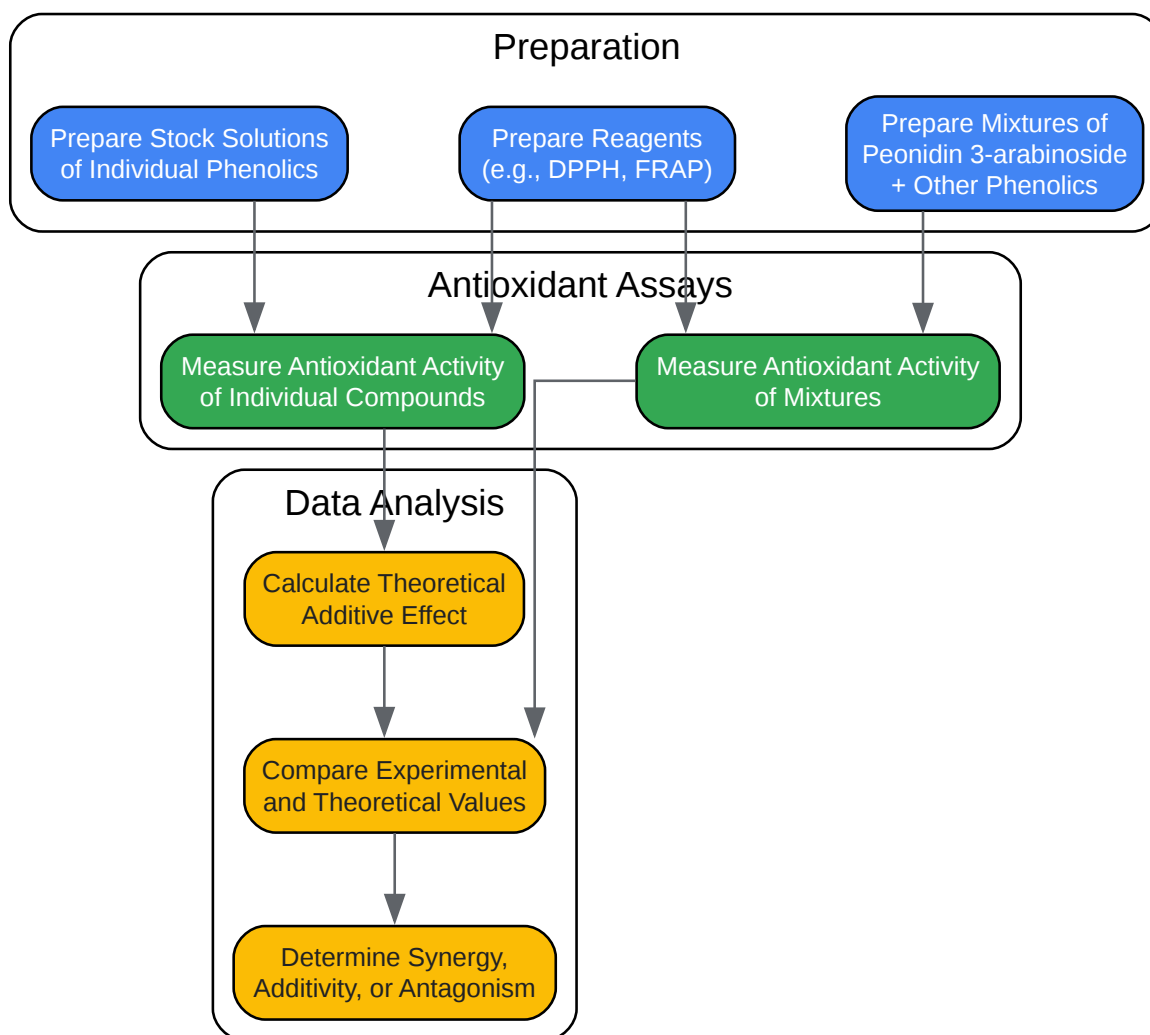 Preparation
Prepare Stock Solutions
of Individual Phenolics
Prepare Reagents
(e.g., DPPH, FRAP)
Prepare Mixtures of
Peonidin 3-arabinoside
+ Other Phenolics
Antioxidant Assays
Measure Antioxidant Activity
of Individual Compounds
Measure Antioxidant Activity
of Mixtures
Data Analysis
Calculate Theoretical
Additive Effect
Compare Experimental
and Theoretical Values
Determine Synergy,
Additivity, or Antagonism